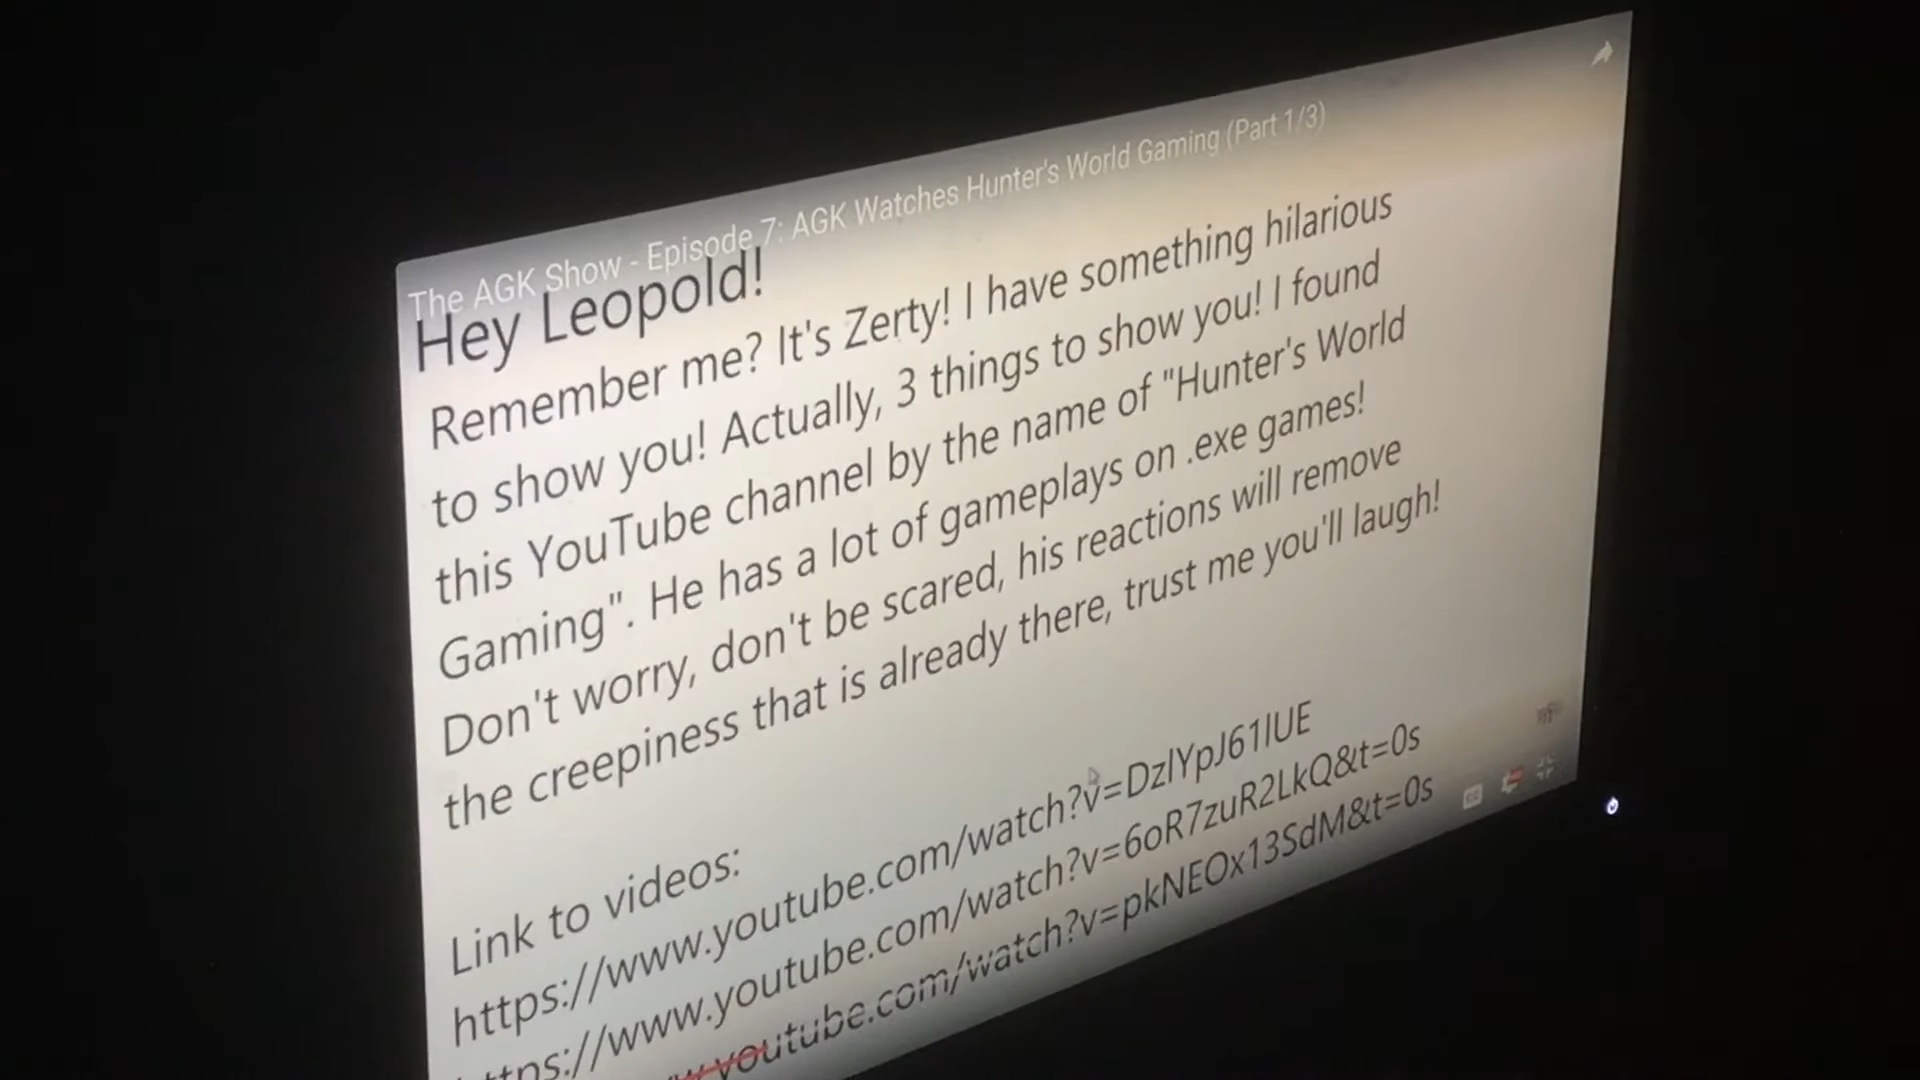 The AGK Show - Episode 7: AGK Watches Hunter's World Gaming (Part 1/3)
Hey Leopold!
Remember me? It's Zerty! I have something hilarious
to show you! Actually, 3 things to show you! I found
this YouTube channel by the name of "Hunter's World
Gaming". He has a lot of gameplays on .exe games!
Don't worry, don't be scared, his reactions will remove
the creepiness that is already there, trust me you'll laugh!
Link to videos:
https://www.youtube.com/watch?v=DzlYpJ61lUE
https://www.youtube.com/watch?v=6oR7zuR2LkQ&t=0s
youtube.com/watch?v=pkNEOx13SdM&t=0s